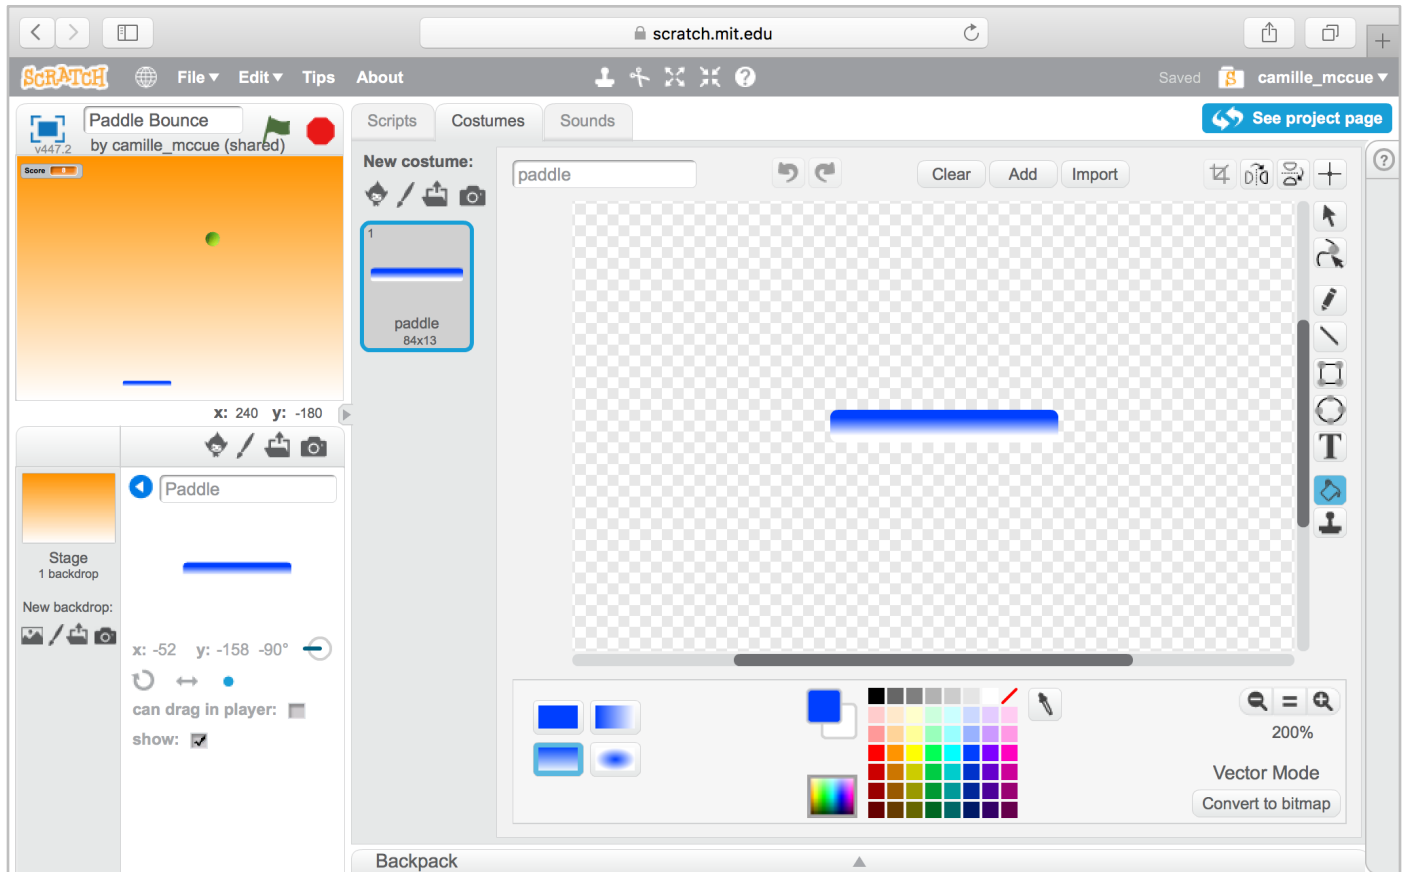 scratch.mit.edu
SCRATCH File Edit Tips About Saved S camille_mccue
v447.2
Paddle Bounce
by camille_mccue (shared)
Scripts Costumes Sounds
See project page
Score
x: 240 y: -180
New costume:
1
paddle
84x13
paddle
Clear Add Import
T
Paddle
Stage
1 backdrop
New backdrop:
x: -52 y: -158 -90°
can drag in player:
show:
200%
Vector Mode
Convert to bitmap
Backpack